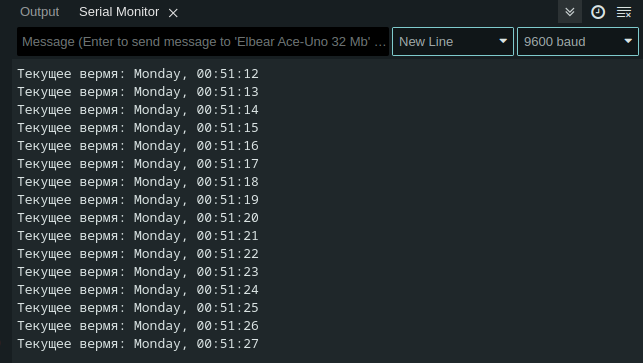 Output
Serial Monitor
Message (Enter to send message to 'Elbear Ace-Uno 32 Mb' ...
New Line
9600 baud
Текущее вермя: Monday, 00:51:12
Текущее вермя: Monday, 00:51:13
Текущее вермя: Monday, 00:51:14
Текущее вермя: Monday, 00:51:15
Текущее вермя: Monday, 00:51:16
Текущее вермя: Monday, 00:51:17
Текущее вермя: Monday, 00:51:18
Текущее вермя: Monday, 00:51:19
Текущее вермя: Monday, 00:51:20
Текущее вермя: Monday, 00:51:21
Текущее вермя: Monday, 00:51:22
Текущее вермя: Monday, 00:51:23
Текущее вермя: Monday, 00:51:24
Текущее вермя: Monday, 00:51:25
Текущее вермя: Monday, 00:51:26
Текущее вермя: Monday, 00:51:27